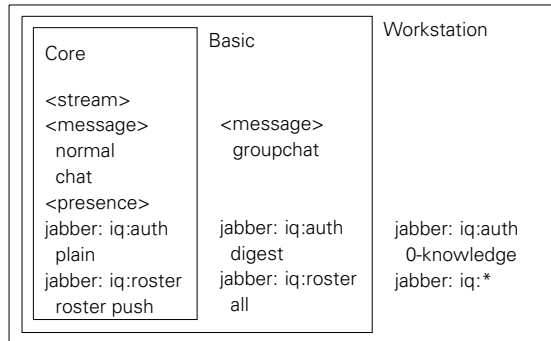 Core
<stream>
<message>
normal
chat
<presence>
jabber: iq:auth
plain
jabber: iq:roster
roster push
Basic
<message>
groupchat
jabber: iq:auth
digest
jabber: iq:roster
all
Workstation
jabber: iq:auth
0-knowledge
jabber: iq:*